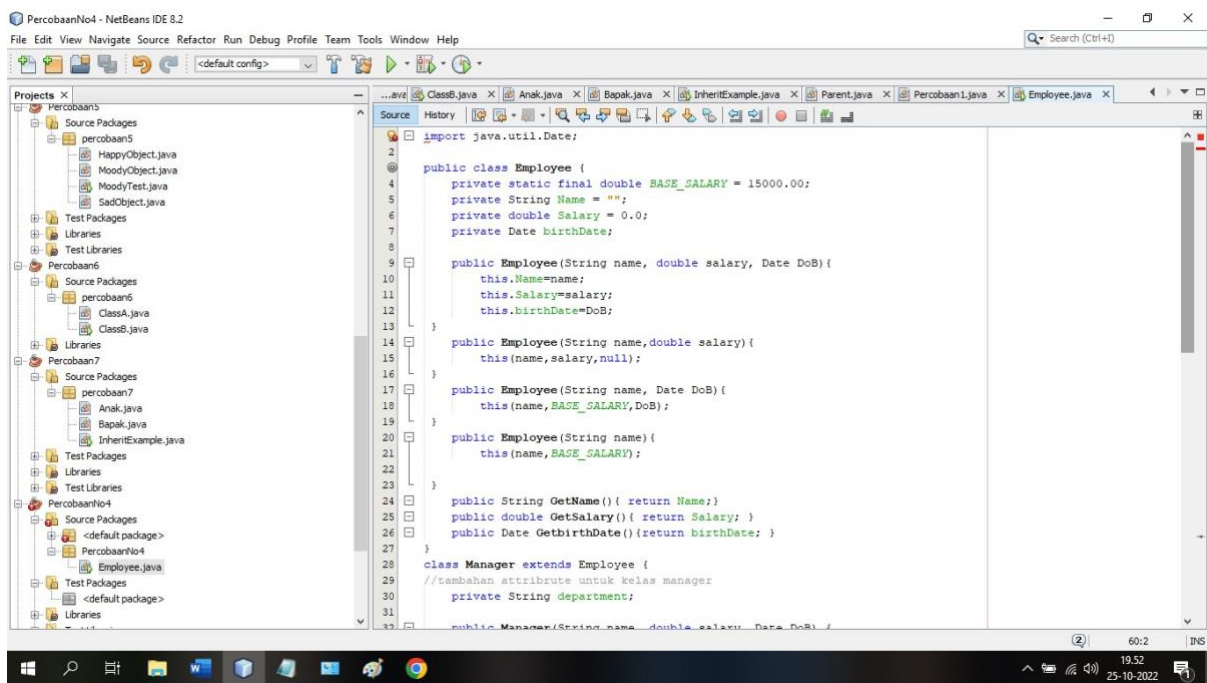 PercobaanNo4 - NetBeans IDE 8.2
File Edit View Navigate Source Refactor Run Debug Profile Team Tools Window Help
Search (Ctrl+I)
<default config>
Projects
Percobaan5
Source Packages
percobaan5
HappyObject.java
MoodyObject.java
MoodyTest.java
SadObject.java
Test Packages
Libraries
Test Libraries
Percobaan6
Source Packages
percobaan6
ClassA.java
ClassB.java
Libraries
Percobaan7
Source Packages
percobaan7
Anak.java
Bapak.java
InheritExample.java
Test Packages
Libraries
Test Libraries
PercobaanNo4
Source Packages
<default package>
PercobaanNo4
Employee.java
Test Packages
<default package>
Libraries
...ave ClassB.java Anak.java Bapak.java InheritExample.java Parent.java Percobaan1.java Employee.java
Source History
import java.util.Date;
2
public class Employee {
4 private static final double BASE_SALARY = 15000.00;
5 private String Name = "";
6 private double Salary = 0.0;
7 private Date birthDate;
8
9 public Employee(String name, double salary, Date DoB){
10 this.Name=name;
11 this.Salary=salary;
12 this.birthDate=DoB;
13 }
14 public Employee(String name,double salary){
15 this(name,salary,null);
16 }
17 public Employee(String name, Date DoB){
18 this(name,BASE_SALARY,DoB);
19 }
20 public Employee(String name){
21 this(name,BASE_SALARY);
22
23 }
24 public String GetName(){ return Name;}
25 public double GetSalary(){ return Salary; }
26 public Date GetbirthDate(){return birthDate; }
27 }
28 class Manager extends Employee {
29 //tambahan attribrute untuk kelas manager
30 private String department;
31
32 public Manager(String name, double salary, Date DoB) {
2 60:2 INS
19.52
25-10-2022